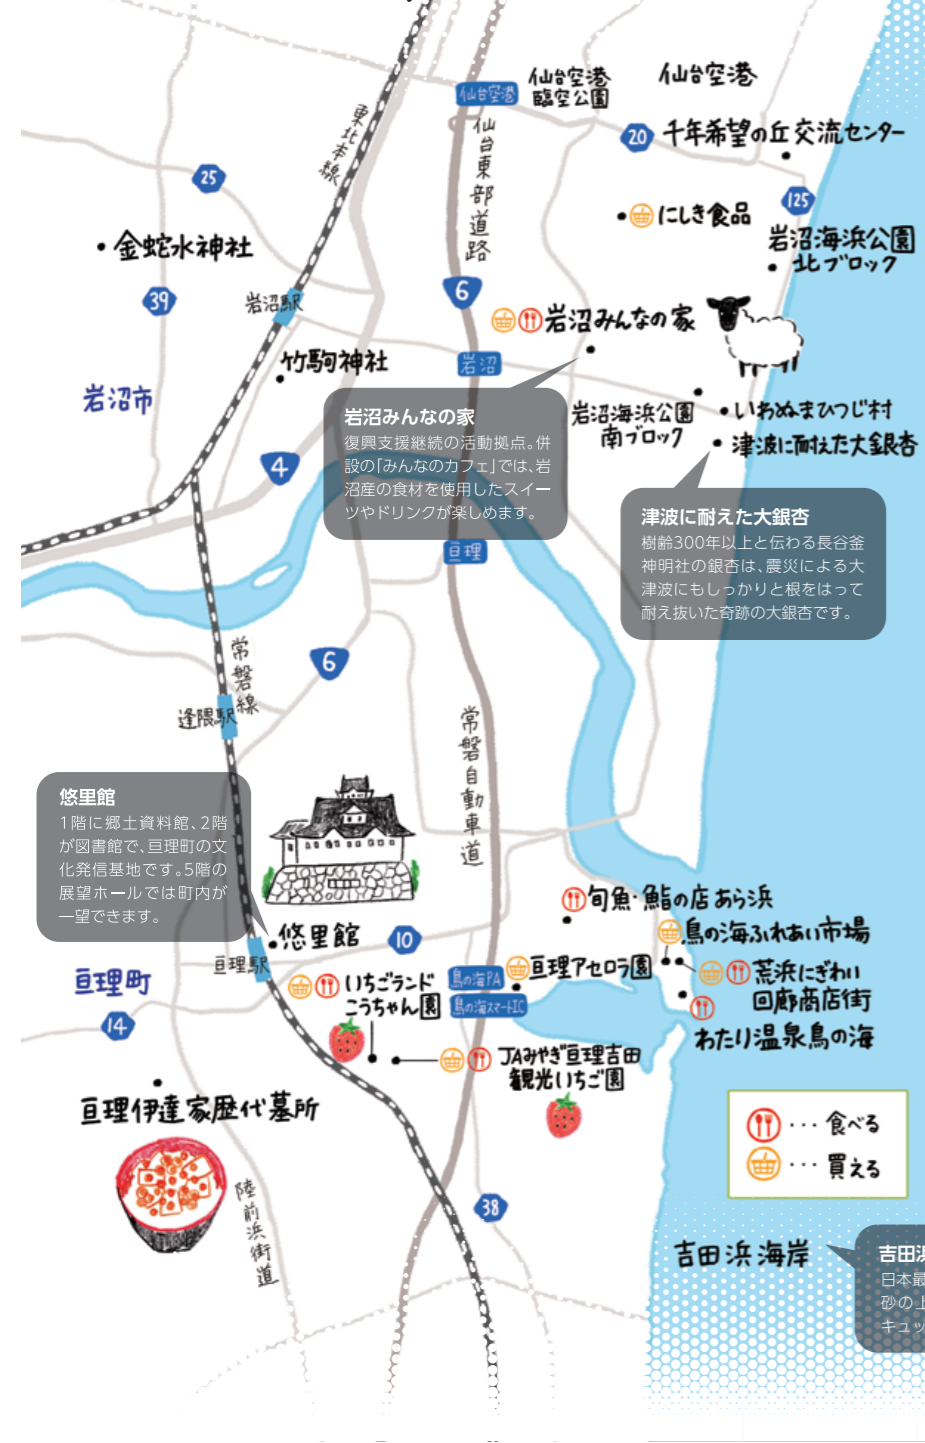 仙台空港
仙台空港
臨空公園
仙台空港
東北本線
仙台東部道路
20
千年希望の丘交流センター
25
125
にしき食品
金蛇水神社
岩沼海浜公園
北ブロック
39
岩沼駅
6
岩沼みんなの家
竹駒神社
岩沼
岩沼市
岩沼みんなの家
復興支援継続の活動拠点。併
設の「みんなのカフェ」では、岩
沼産の食材を使用したスイー
ツやドリンクが楽しめます。
岩沼海浜公園
南ブロック
いわぬまひつじ村
津波に耐えた大銀杏
4
津波に耐えた大銀杏
樹齢300年以上と伝わる長谷釜
神明社の銀杏は、震災による大
津波にもしっかりと根をはって
耐え抜いた奇跡の大銀杏です。
亘理
常磐線
6
逢隈駅
常磐自動車道
悠里館
1階に郷土資料館、2階
が図書館で、亘理町の文
化発信基地です。5階の
展望ホールでは町内が
一望できます。
旬魚・鮨の店 あら浜
鳥の海ふれあい市場
悠里館
10
亘理駅
亘理アセロラ園
荒浜にぎわい
回廊商店街
亘理町
いちごランド
こうちゃん園
鳥の海PA
鳥の海スマートIC
14
わたり温泉鳥の海
JAみやぎ亘理吉田
観光いちご園
亘理伊達家歴代墓所
… 食べる
… 買える
陸前浜街道
38
吉田浜海岸
吉田浜
日本最
砂の上
キュッ